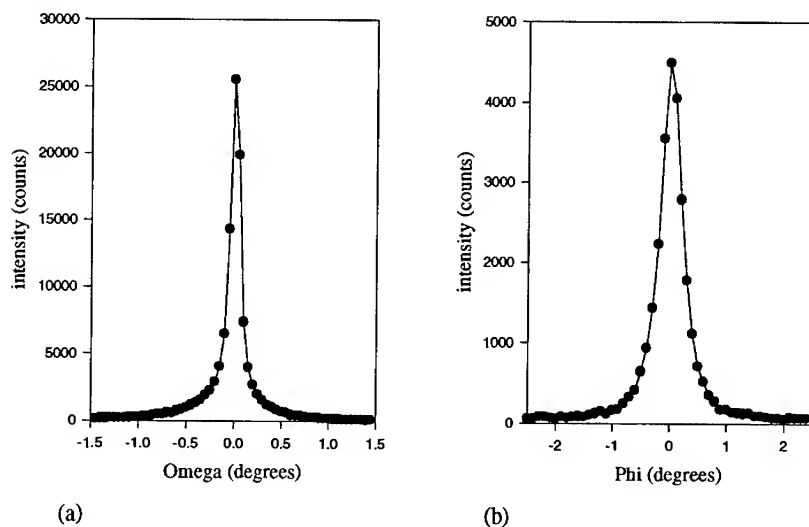 30000
25000
20000
15000
10000
5000
0
intensity (counts)
-1.5 -1.0 -0.5 0.0 0.5 1.0 1.5
Omega (degrees)
(a)
5000
4000
3000
2000
1000
0
intensity (counts)
-2 -1 0 1 2
Phi (degrees)
(b)